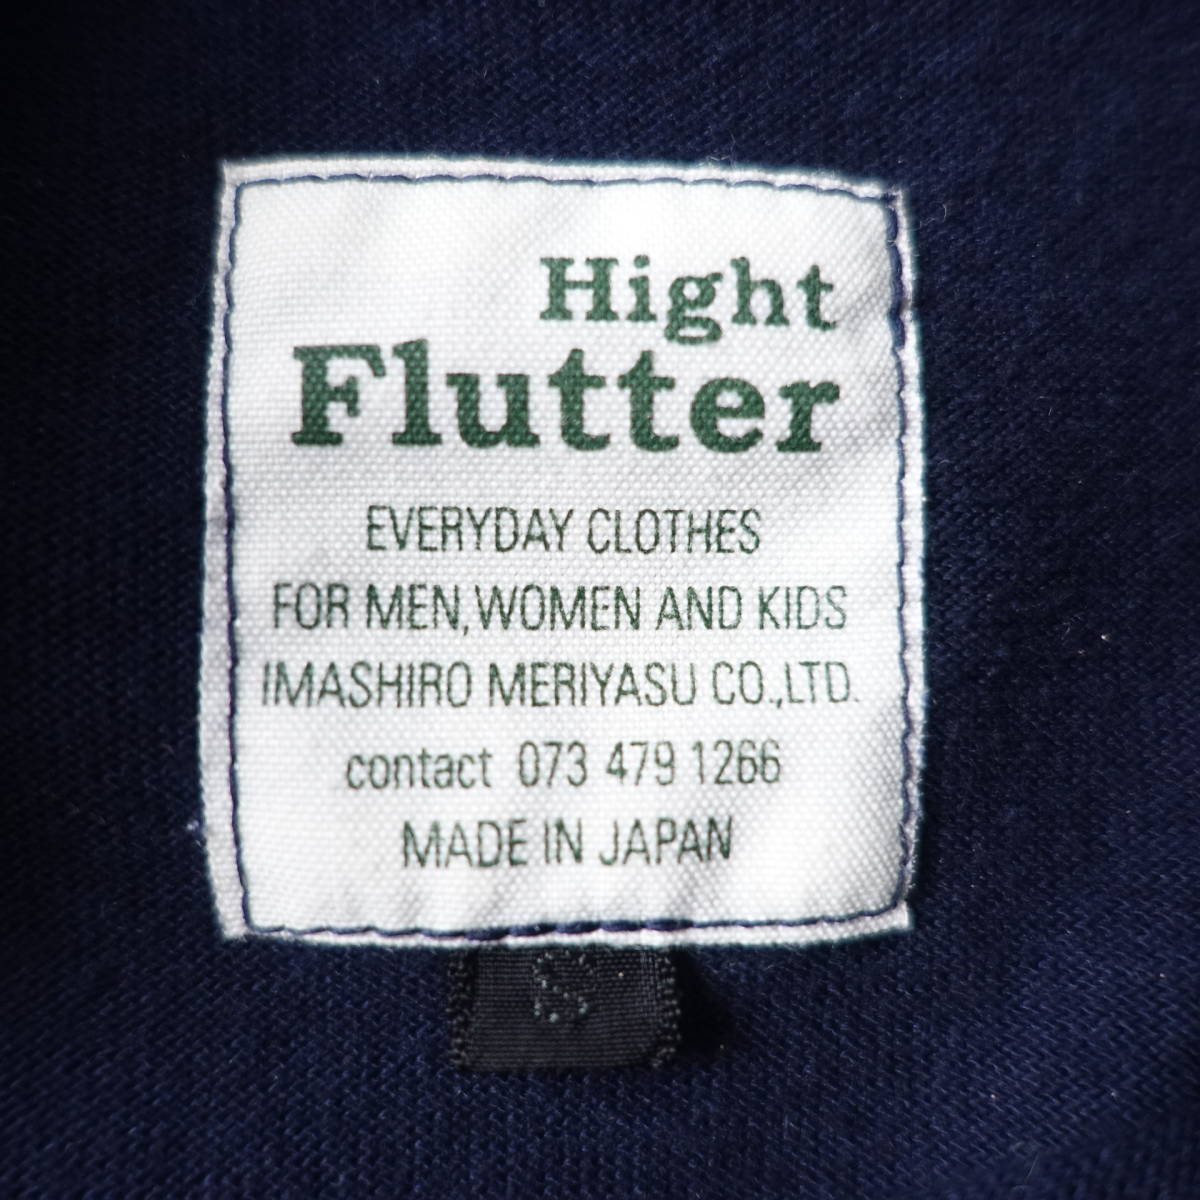 Hight
Flutter
EVERYDAY CLOTHES
FOR MEN,WOMEN AND KIDS
IMASHIRO MERIYASU CO.,LTD.
contact 073 479 1266
MADE IN JAPAN
S